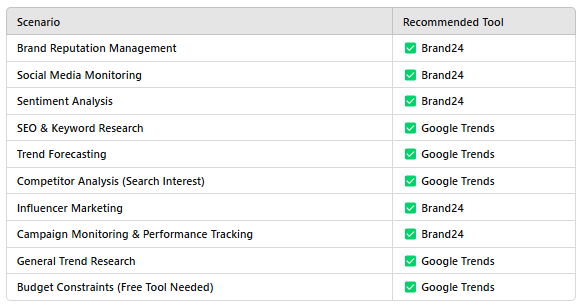 Scenario Recommended Tool
Brand Reputation Management ✅ Brand24
Social Media Monitoring ✅ Brand24
Sentiment Analysis ✅ Brand24
SEO & Keyword Research ✅ Google Trends
Trend Forecasting ✅ Google Trends
Competitor Analysis (Search Interest) ✅ Google Trends
Influencer Marketing ✅ Brand24
Campaign Monitoring & Performance Tracking ✅ Brand24
General Trend Research ✅ Google Trends
Budget Constraints (Free Tool Needed) ✅ Google Trends